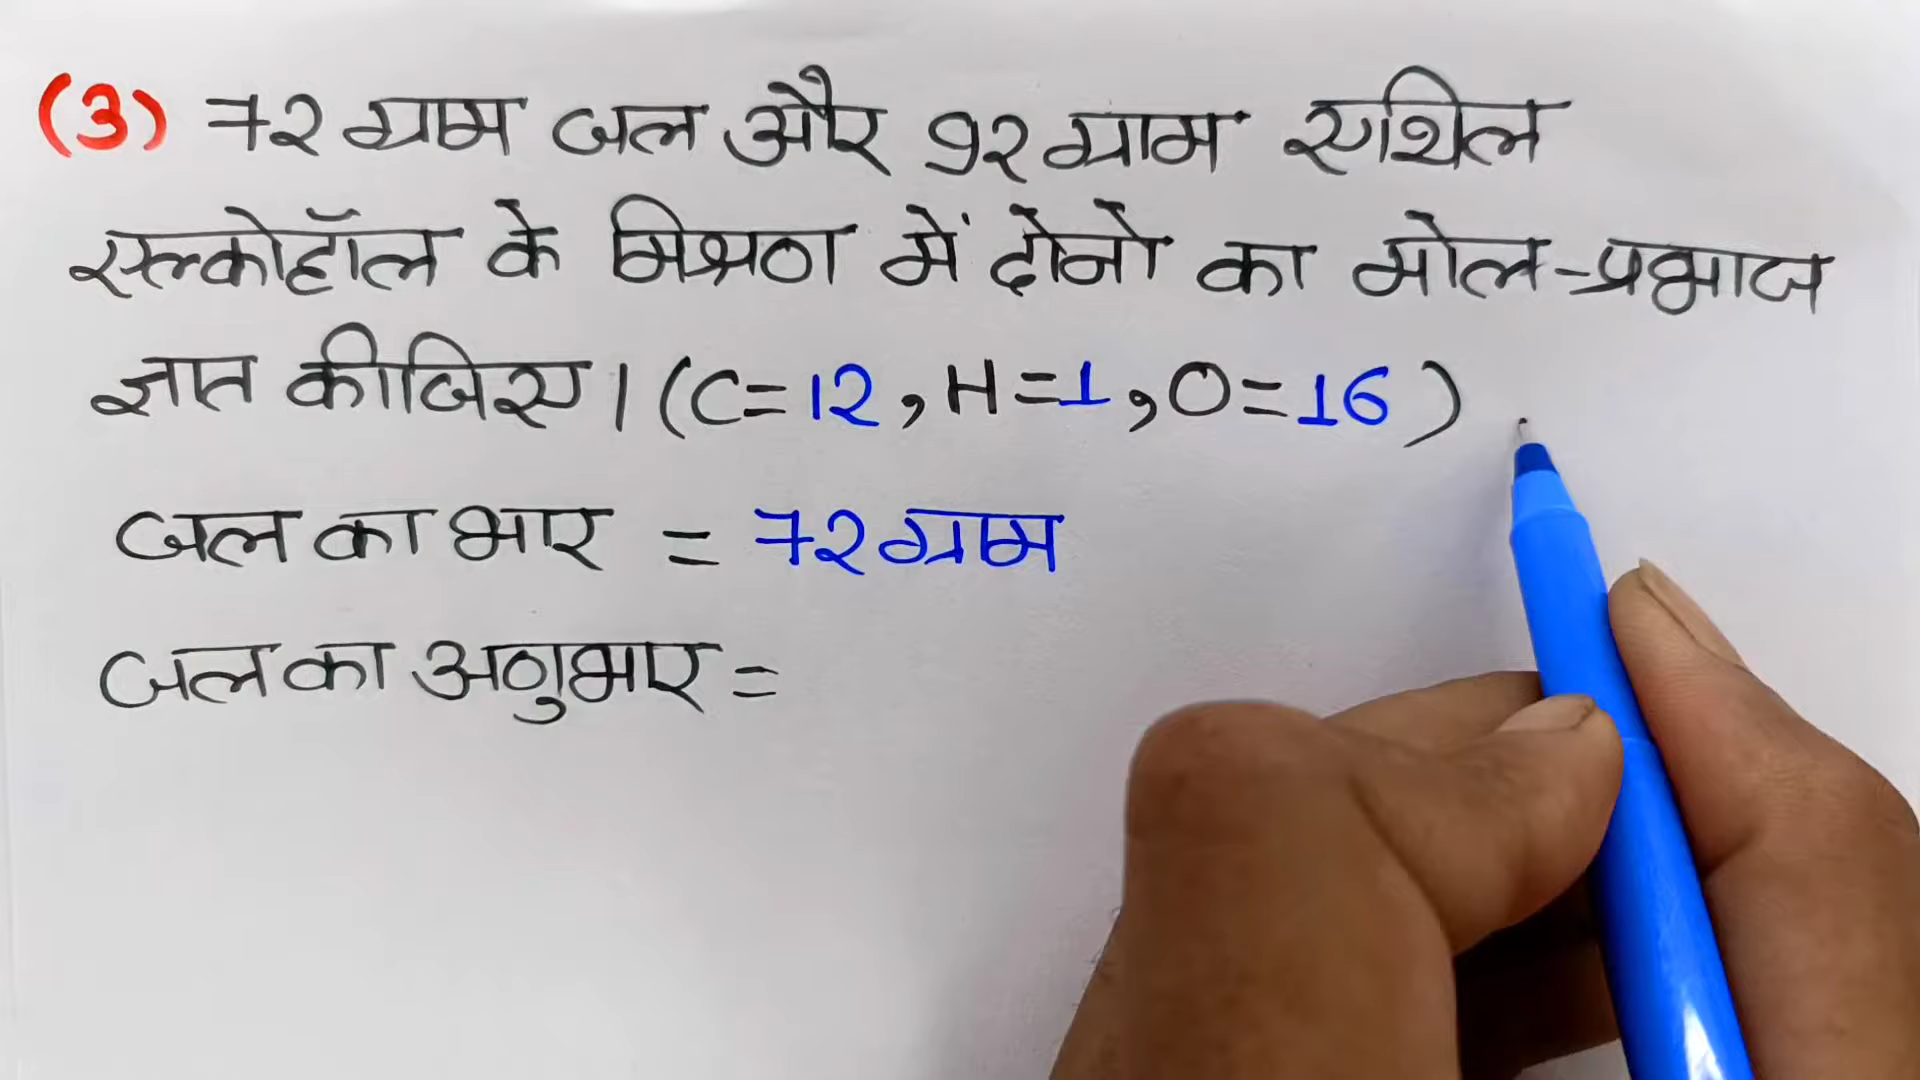 (3) 72 ग्राम जल और 92 ग्राम एथिल
एल्कोहॉल के मिश्रण में दोनो का मोल-प्रभाज
ज्ञात कीजिए। (C=12, H=1, O=16)
जल का भार = 72 ग्राम
जल का अणुभार =